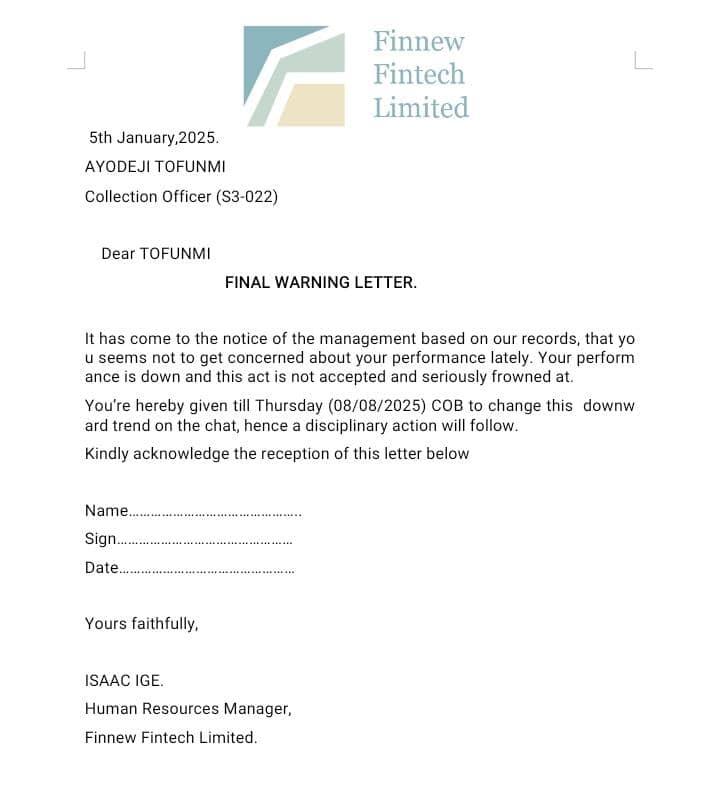 Finnew
Fintech
Limited
5th January,2025.
AYODEJI TOFUNMI
Collection Officer (S3-022)
Dear TOFUNMI
FINAL WARNING LETTER.
It has come to the notice of the management based on our records, that yo
u seems not to get concerned about your performance lately. Your perform
ance is down and this act is not accepted and seriously frowned at.
You're hereby given till Thursday (08/08/2025) COB to change this  downw
ard trend on the chat, hence a disciplinary action will follow.
Kindly acknowledge the reception of this letter below
Name………………………………………..
Sign…………………………………………
Date…………………………………………
Yours faithfully,
ISAAC IGE.
Human Resources Manager,
Finnew Fintech Limited.